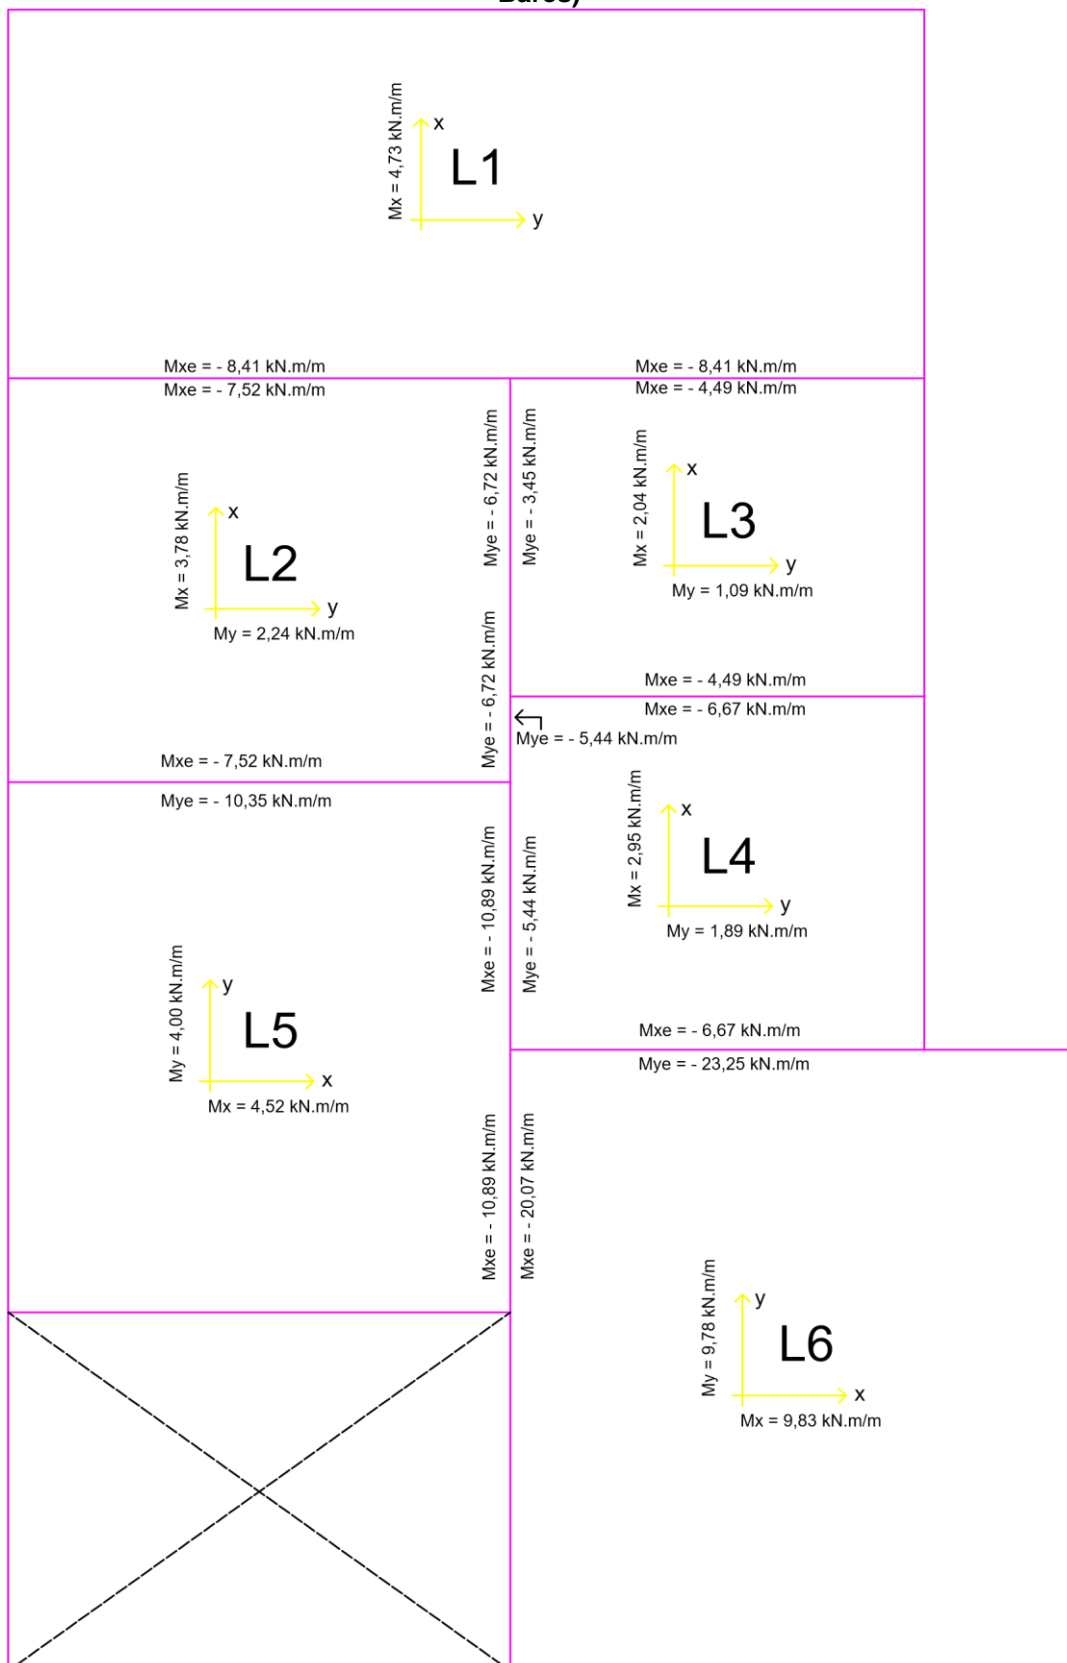 Bares)
Mx = 4,73 kN.m/m
x
L1
y
Mxe = - 8,41 kN.m/m
Mxe = - 8,41 kN.m/m
Mxe = - 7,52 kN.m/m
Mxe = - 4,49 kN.m/m
Mye = - 6,72 kN.m/m
Mye = - 3,45 kN.m/m
Mx = 3,78 kN.m/m
x
L2
y
My = 2,24 kN.m/m
Mx = 2,04 kN.m/m
x
L3
y
My = 1,09 kN.m/m
Mye = - 6,72 kN.m/m
Mxe = - 4,49 kN.m/m
Mxe = - 6,67 kN.m/m
Mye = - 5,44 kN.m/m
Mxe = - 7,52 kN.m/m
Mye = - 10,35 kN.m/m
Mxe = - 10,89 kN.m/m
Mye = - 5,44 kN.m/m
Mx = 2,95 kN.m/m
x
L4
y
My = 1,89 kN.m/m
My = 4,00 kN.m/m
y
L5
x
Mx = 4,52 kN.m/m
Mxe = - 6,67 kN.m/m
Mye = - 23,25 kN.m/m
Mxe = - 10,89 kN.m/m
Mxe = - 20,07 kN.m/m
My = 9,78 kN.m/m
y
L6
x
Mx = 9,83 kN.m/m